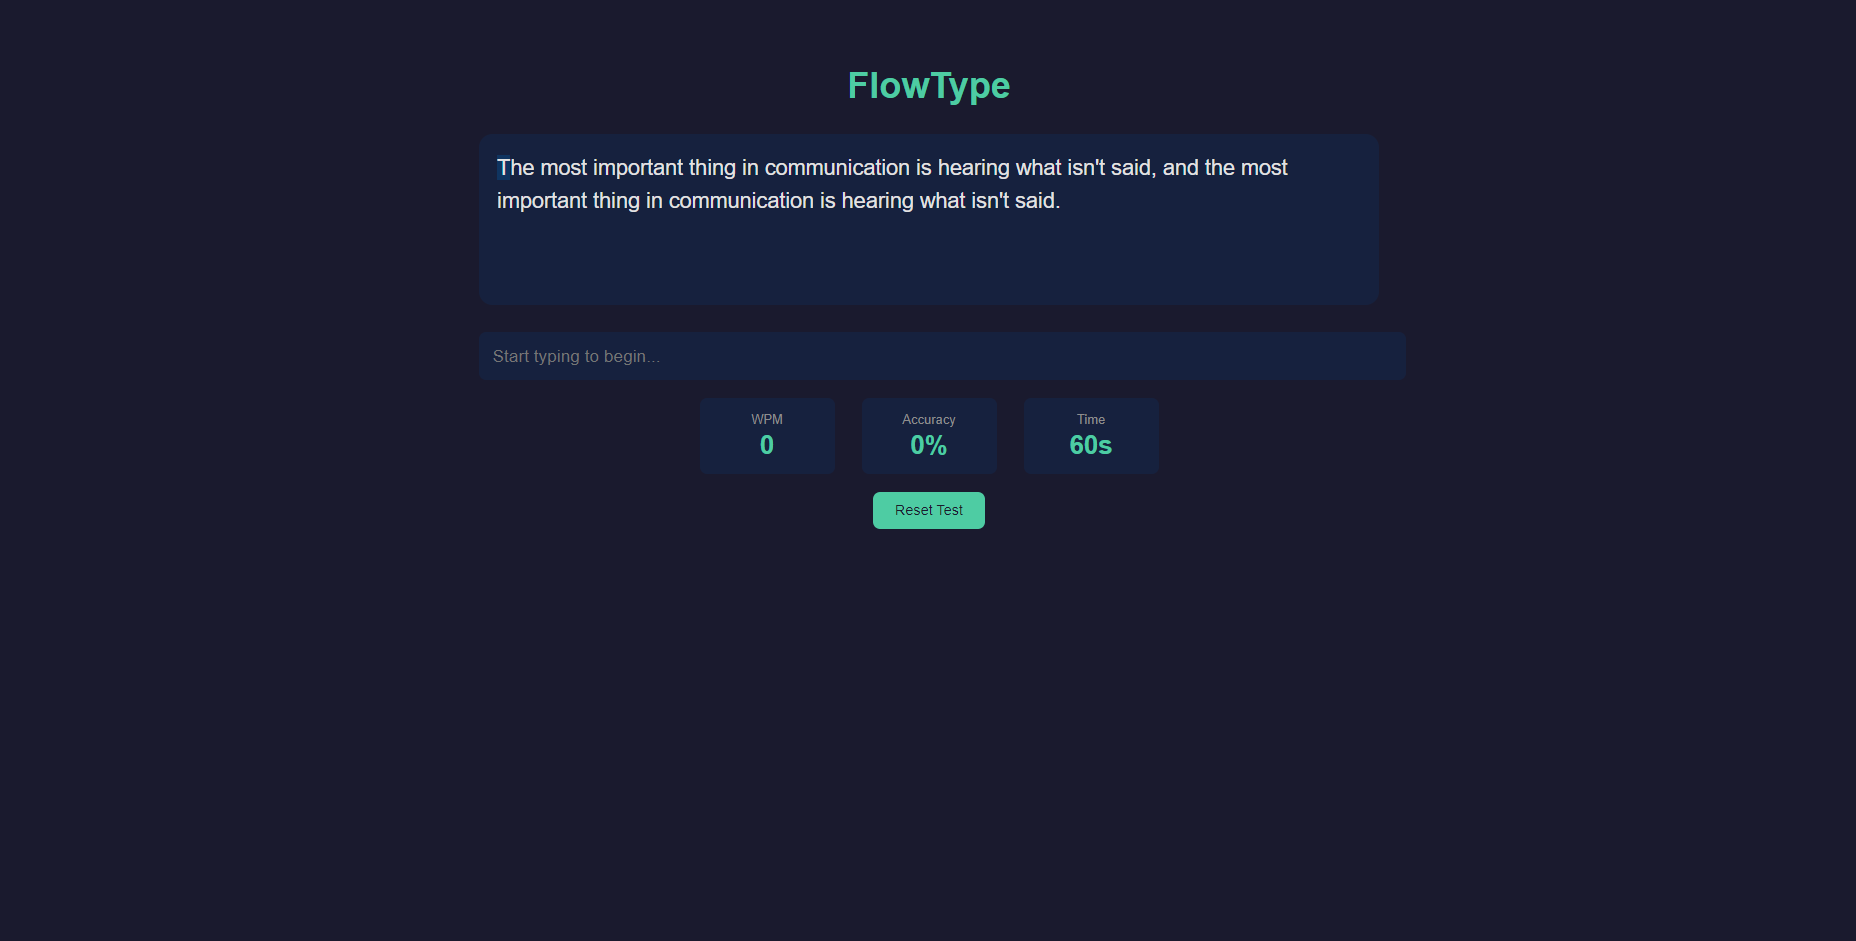 FlowType
The most important thing in communication is hearing what isn't said, and the most
important thing in communication is hearing what isn't said.
Start typing to begin...
WPM
0
Accuracy
0%
Time
60s
Reset Test